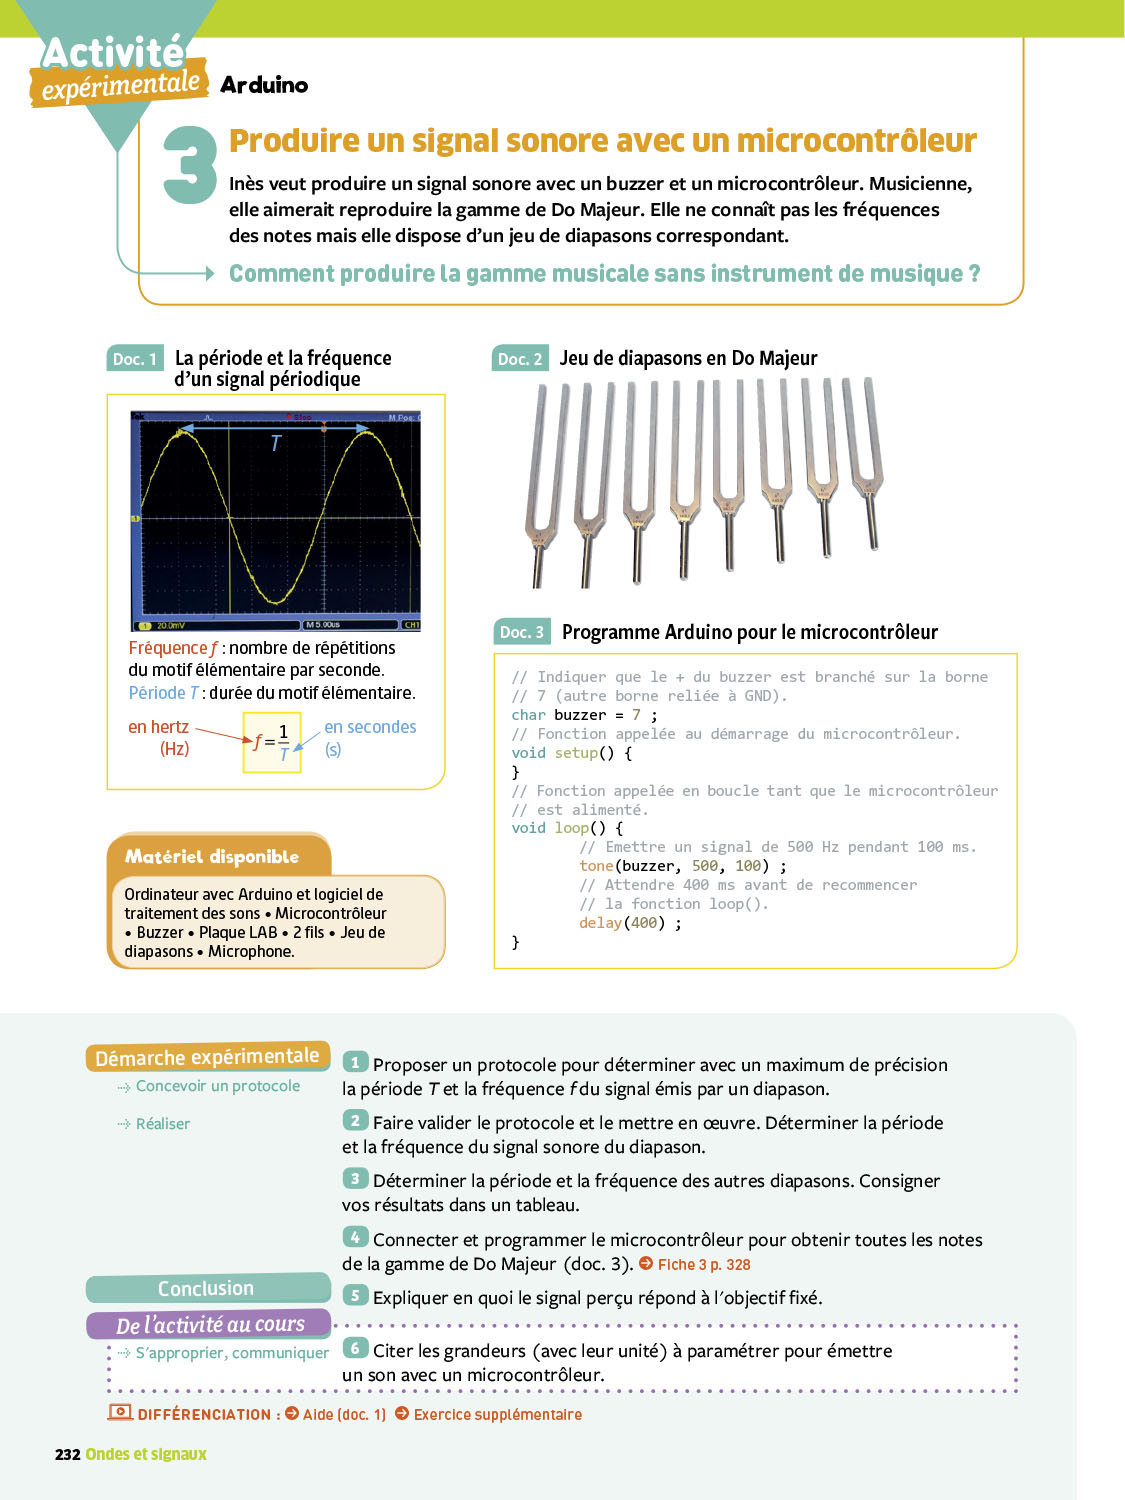 Activité
expérimentale
Arduino
3
Produire un signal sonore avec un microcontrôleur
Inès veut produire un signal sonore avec un buzzer et un microcontrôleur. Musicienne,
elle aimerait reproduire la gamme de Do Majeur. Elle ne connaît pas les fréquences
des notes mais elle dispose d'un jeu de diapasons correspondant.
Comment produire la gamme musicale sans instrument de musique ?
Doc. 1 La période et la fréquence
d'un signal périodique
M Pos:
T
1
1 20.0mV M 5.00us CH1
Fréquence f : nombre de répétitions
du motif élémentaire par seconde.
Période T : durée du motif élémentaire.
en hertz
(Hz)
f = 1/T
en secondes
(s)
Matériel disponible
Ordinateur avec Arduino et logiciel de
traitement des sons • Microcontrôleur
• Buzzer • Plaque LAB • 2 fils • Jeu de
diapasons • Microphone.
Doc. 2 Jeu de diapasons en Do Majeur
Doc. 3 Programme Arduino pour le microcontrôleur
// Indiquer que le + du buzzer est branché sur la borne
// 7 (autre borne reliée à GND).
char buzzer = 7 ;
// Fonction appelée au démarrage du microcontrôleur.
void setup() {
}
// Fonction appelée en boucle tant que le microcontrôleur
// est alimenté.
void loop() {
// Emettre un signal de 500 Hz pendant 100 ms.
tone(buzzer, 500, 100) ;
// Attendre 400 ms avant de recommencer
// la fonction loop().
delay(400) ;
}
Démarche expérimentale
Concevoir un protocole
Réaliser
1 Proposer un protocole pour déterminer avec un maximum de précision
la période T et la fréquence f du signal émis par un diapason.
2 Faire valider le protocole et le mettre en œuvre. Déterminer la période
et la fréquence du signal sonore du diapason.
3 Déterminer la période et la fréquence des autres diapasons. Consigner
vos résultats dans un tableau.
4 Connecter et programmer le microcontrôleur pour obtenir toutes les notes
de la gamme de Do Majeur (doc. 3). Fiche 3 p. 328
Conclusion
5 Expliquer en quoi le signal perçu répond à l'objectif fixé.
De l'activité au cours
S'approprier, communiquer
6 Citer les grandeurs (avec leur unité) à paramétrer pour émettre
un son avec un microcontrôleur.
DIFFÉRENCIATION : Aide (doc. 1) Exercice supplémentaire
232 Ondes et signaux